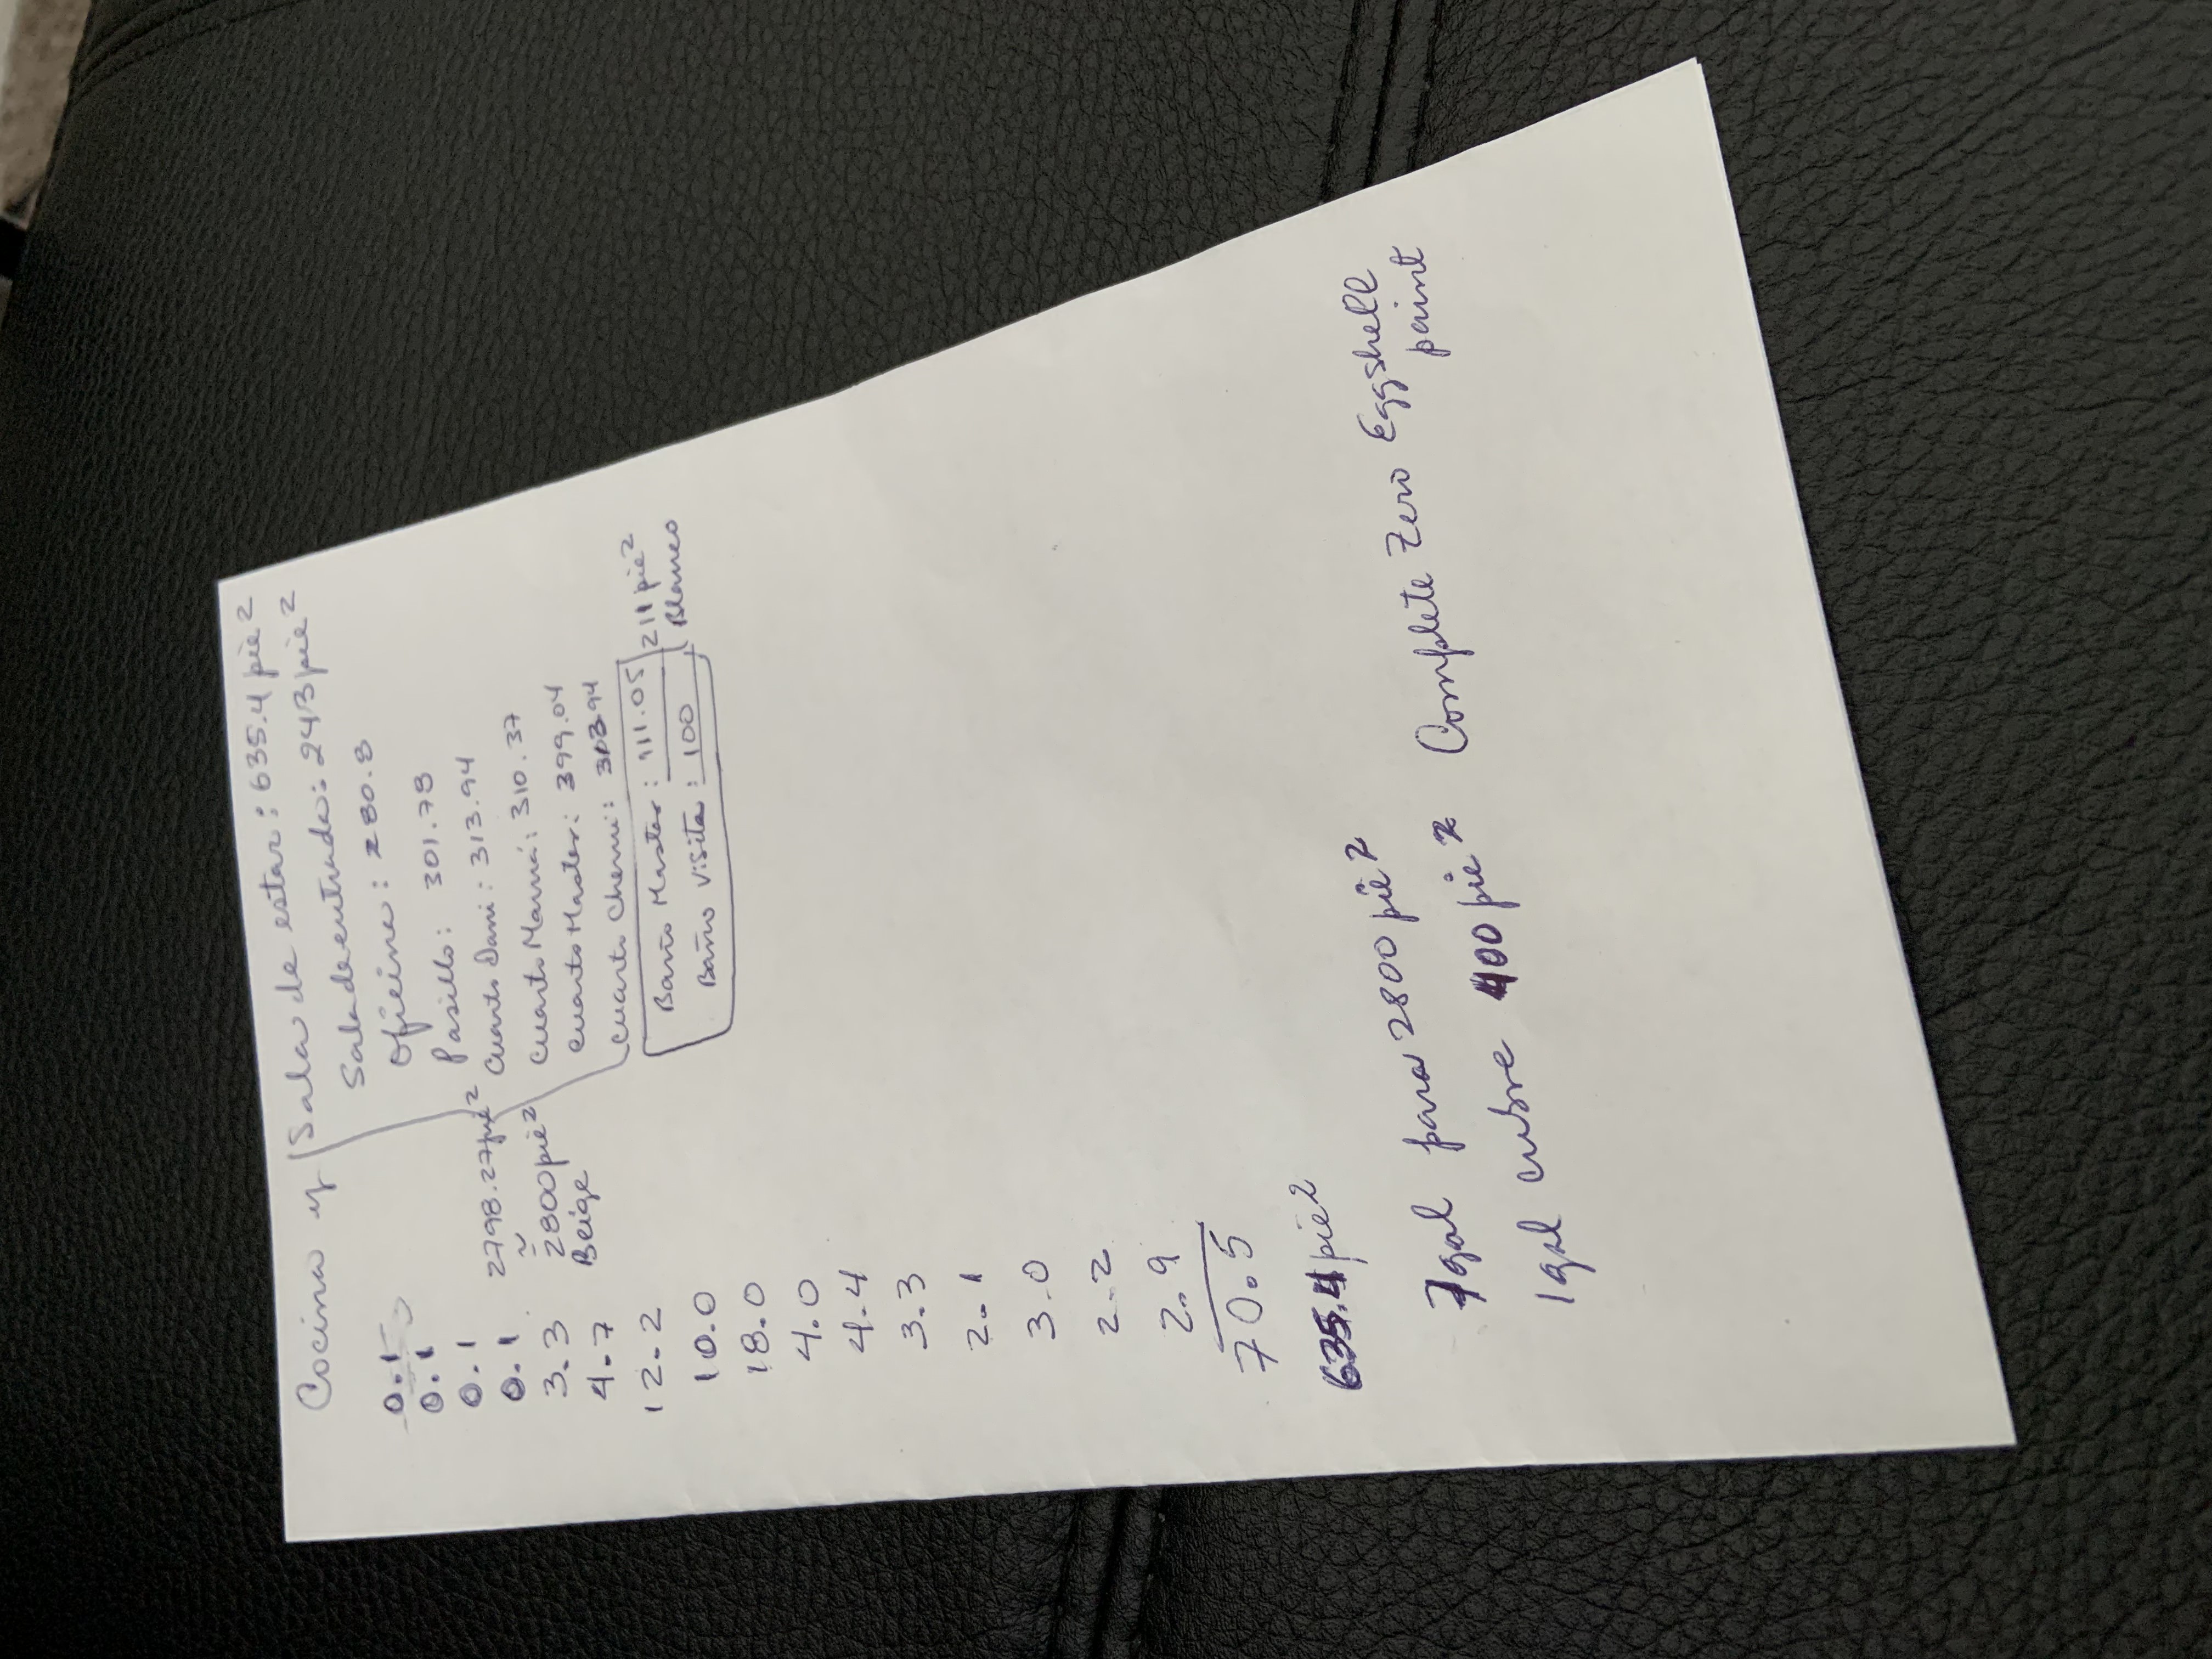 Cocina y Sala de estar: 635.4 pie²
Sala de entrada: 243 pie²
Oficina: 280.8
Pasillo: 301.78
Cuarto Dani: 313.94
Cuarto Mamá: 310.37
Cuarto Master: 399.04
Cuarto Chemi: 313.94
Baño Master: 111.05
Baño Visita: 100
211 pie²
Blanco
0.1
0.1
0.1
0.1
3.3
4.7
12.2
10.0
18.0
4.0
4.4
3.3
2.1
3.0
2.2
2.9
70.5
635.4 pie²
2798.27 pie²
~
2800 pie²
Beige
7 gal para 2800 pie²
1 gal cubre 400 pie² Complete Zero Eggshell
paint